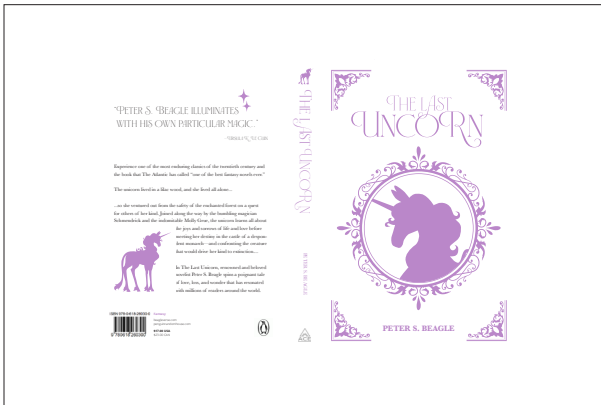 "PETER S. BEAGLE ILLUMINATES
WITH HIS OWN PARTICULAR MAGIC."
- URSULA K. LE GUIN
Experience one of the most enduring classics of the twentieth century and
the book that The Atlantic has called "one of the best fantasy novels ever."
The unicorn lived in a lilac wood, and she lived all alone...
...so she ventured out from the safety of the enchanted forest on a quest
for others of her kind. Joined along the way by the bumbling magician
Schmendrick and the indomitable Molly Grue, the unicorn learns all about
the joys and sorrows of life and love before
meeting her destiny in the castle of a despon-
dent monarch—and confronting the creature
that would drive her kind to extinction...
In The Last Unicorn, renowned and beloved
novelist Peter S. Beagle spins a poignant tale
of love, loss, and wonder that has resonated
with millions of readers around the world.
THE LAST UNCORN
PETER S. BEAGLE
ACE
THE LAST
UNCORN
PETER S. BEAGLE